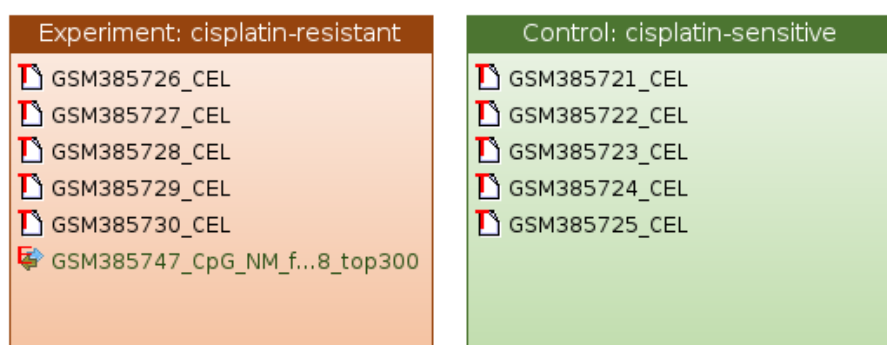 Experiment: cisplatin-resistant
GSM385726_CEL
GSM385727_CEL
GSM385728_CEL
GSM385729_CEL
GSM385730_CEL
GSM385747_CpG_NM_f...8_top300
Control: cisplatin-sensitive
GSM385721_CEL
GSM385722_CEL
GSM385723_CEL
GSM385724_CEL
GSM385725_CEL